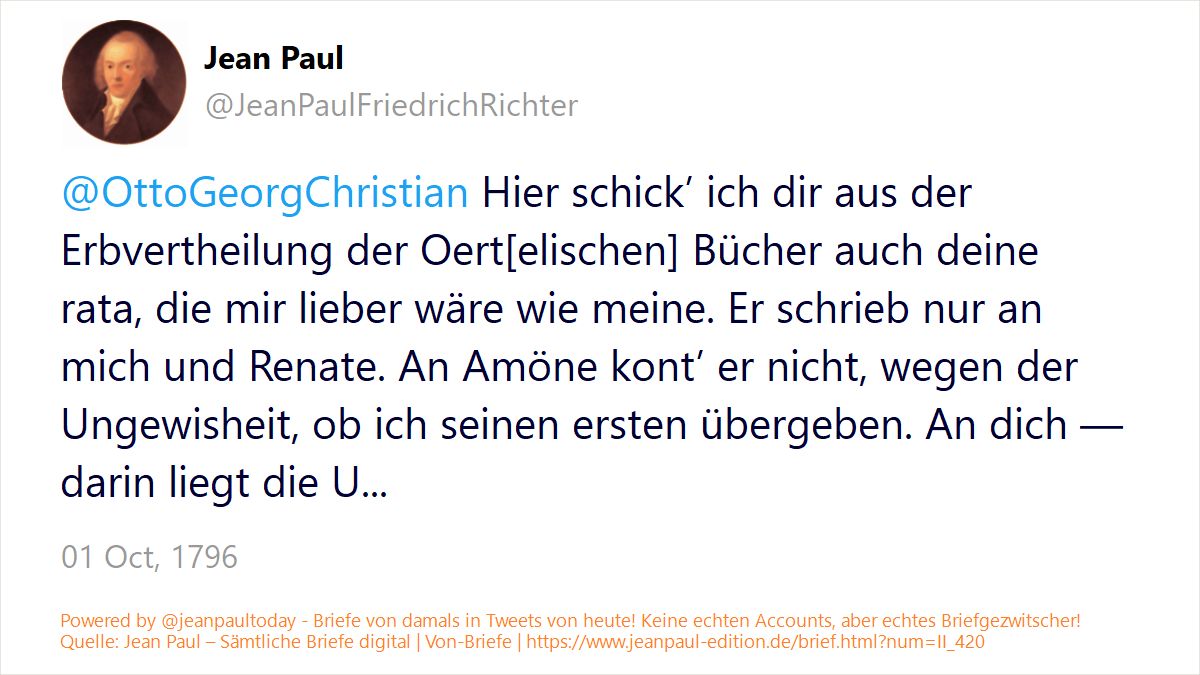 Jean Paul
@JeanPaulFriedrichRichter
@OttoGeorgChristian Hier schick’ ich dir aus der
Erbvertheilung der Oert[elischen] Bücher auch deine
rata, die mir lieber wäre wie meine. Er schrieb nur an
mich und Renate. An Amöne kont’ er nicht, wegen der
Ungewisheit, ob ich seinen ersten übergeben. An dich —
darin liegt die U...
01 Oct, 1796
Powered by @jeanpaultoday - Briefe von damals in Tweets von heute! Keine echten Accounts, aber echtes Briefgezwitscher!
Quelle: Jean Paul – Sämtliche Briefe digital | Von-Briefe | https://www.jeanpaul-edition.de/brief.html?num=II_420